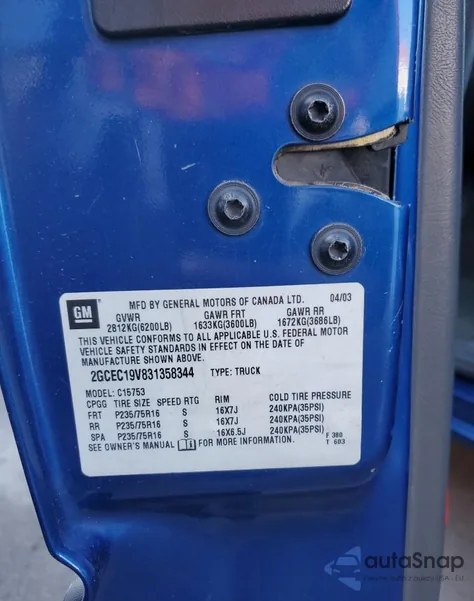 GM
MFD BY GENERAL MOTORS OF CANADA LTD. 04/03
GVWR GAWR FRT GAWR RR
2812KG(6200LB) 1633KG(3600LB) 1672KG(3686LB)
THIS VEHICLE CONFORMS TO ALL APPLICABLE U.S. FEDERAL MOTOR
VEHICLE SAFETY STANDARDS IN EFFECT ON THE DATE OF
MANUFACTURE SHOWN ABOVE.
2GCEC19V831358344 TYPE: TRUCK
MODEL: C15753
CGPP TIRE SIZE SPEED RTG RIM COLD TIRE PRESSURE
FRT P235/75R16 S 16X7J 240KPA(35PSI)
RR P235/75R16 S 16X7J 240KPA(35PSI)
SPA P235/75R16 S 16X6.5J 240KPA(35PSI)
SEE OWNER'S MANUAL FOR MORE INFORMATION. F 380
T 603
autaSnap